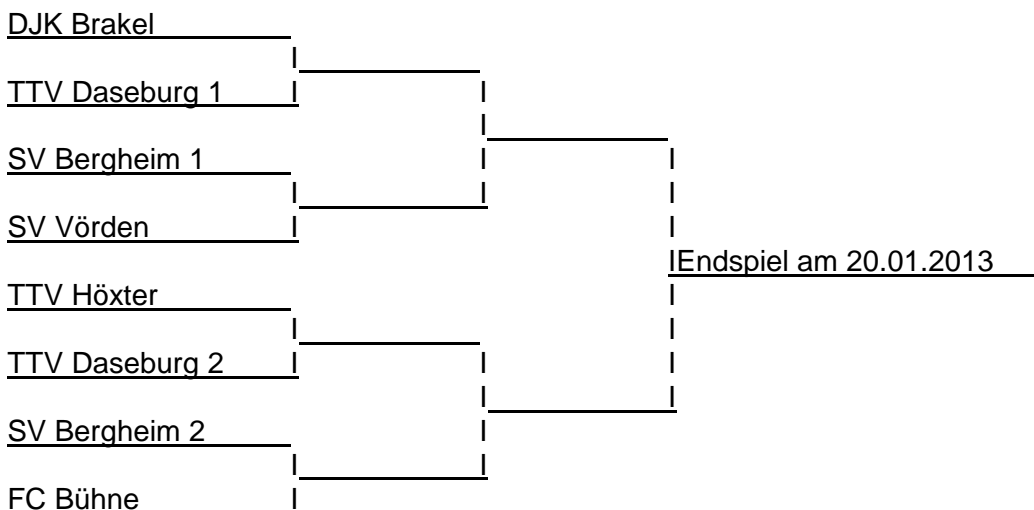 DJK Brakel
TTV Daseburg 1
SV Bergheim 1
SV Vörden
Endspiel am 20.01.2013
TTV Höxter
TTV Daseburg 2
SV Bergheim 2
FC Bühne